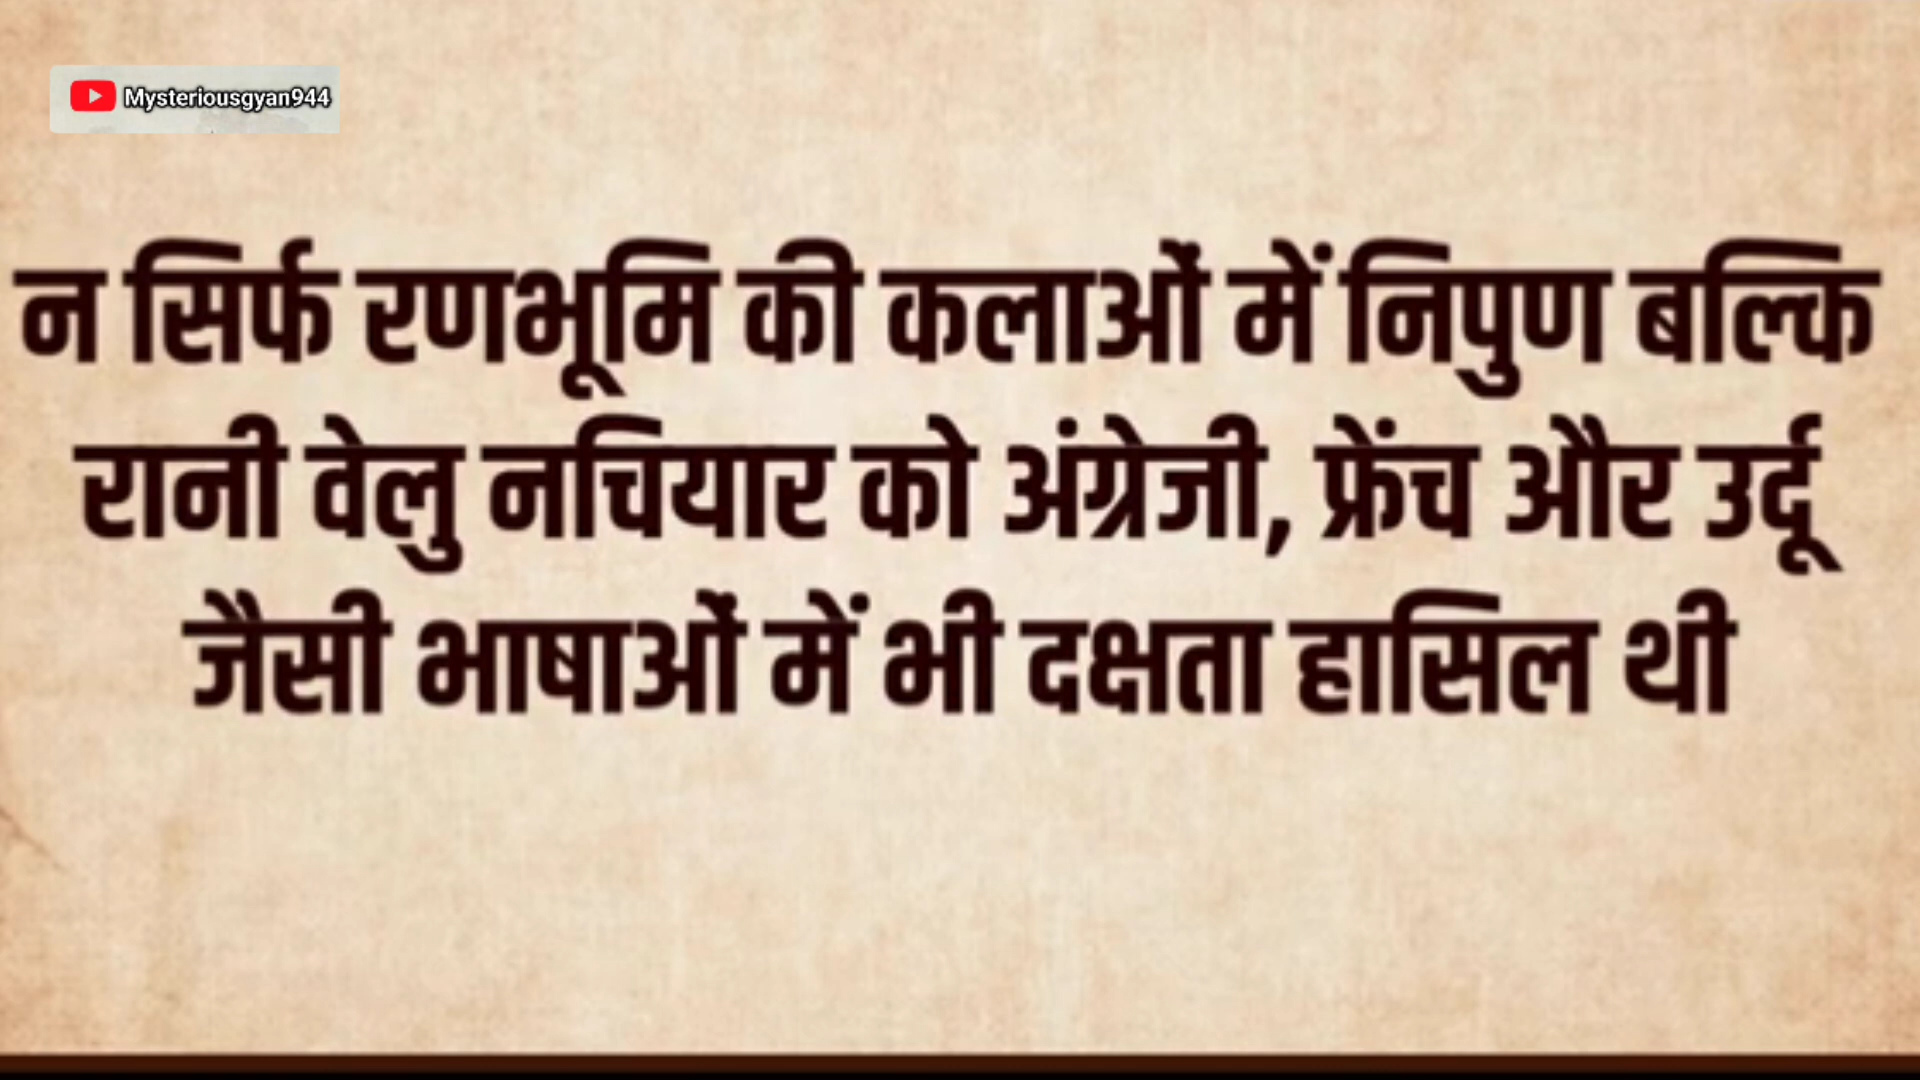 Mysteriousgyan944
न सिर्फ रणभूमि की कलाओं में निपुण बल्कि
रानी वेलु नचियार को अंग्रेजी, फ्रेंच और उर्दू
जैसी भाषाओं में भी दक्षता हासिल थी